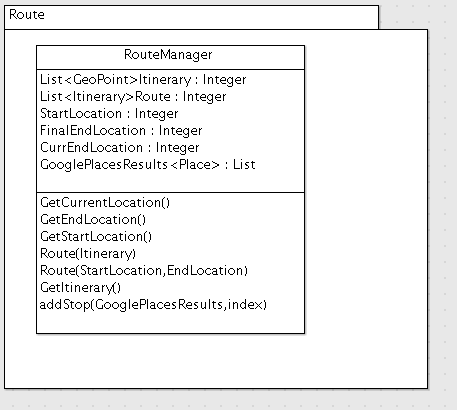 Route
RouteManager
List<GeoPoint>Itinerary : Integer
List<Itinerary>Route : Integer
StartLocation : Integer
FinalEndLocation : Integer
CurrEndLocation : Integer
GooglePlacesResults<Place> : List
GetCurrentLocation()
GetEndLocation()
GetStartLocation()
Route(Itinerary)
Route(StartLocation,EndLocation)
GetItinerary()
addStop(GooglePlacesResults,index)